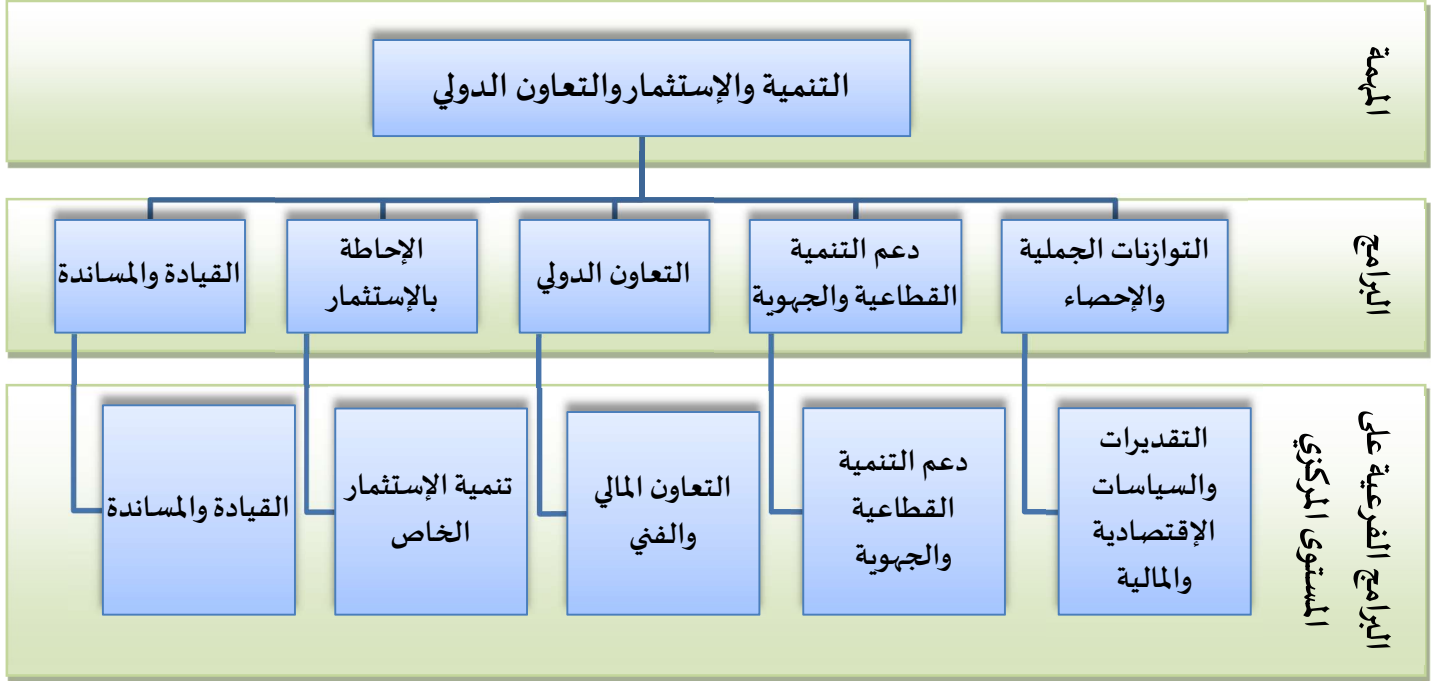 المهمة
التنمية والإستثمار والتعاون الدولي
البرامج
التوازنات الجملية
والإحصاء
دعم التنمية
القطاعية والجهوية
التعاون الدولي
الإحاطة
بالإستثمار
القيادة والمساندة
البرامج الفرعية على
المستوى المركزي
التقديرات
والسياسات
الإقتصادية
والمالية
دعم التنمية
القطاعية
والجهوية
التعاون المالي
والفني
تنمية الإستثمار
الخاص
القيادة والمساندة